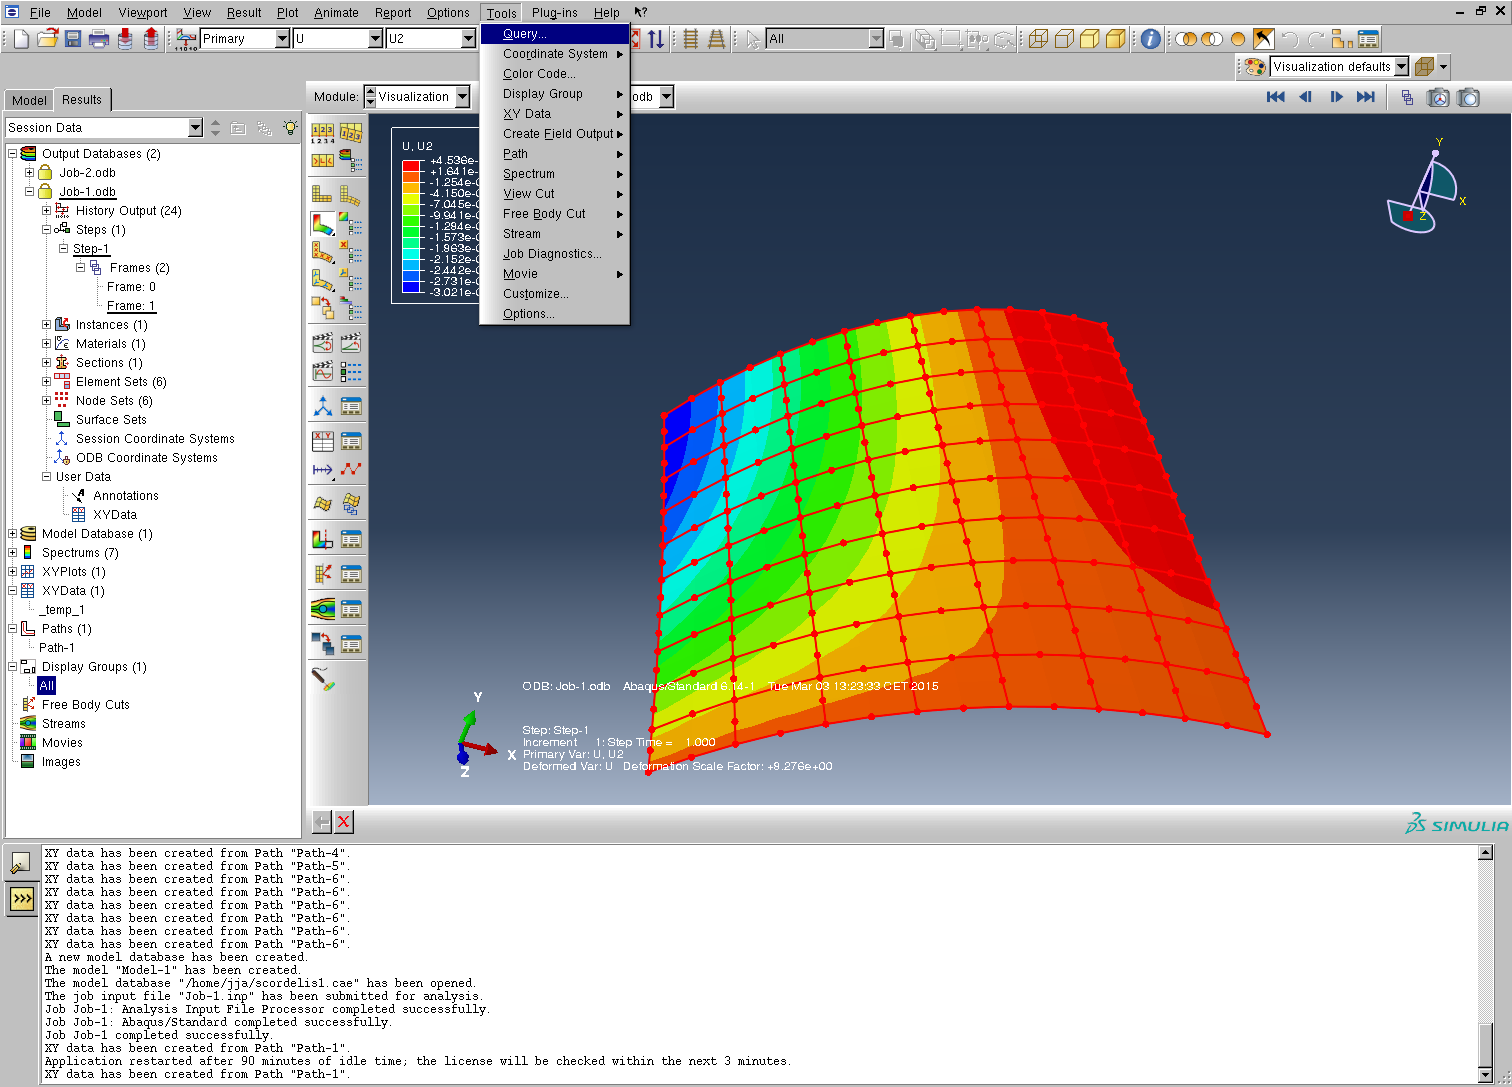 File Model Viewport View Result Plot Animate Report Options Tools Plug-ins Help ?
Primary U U2 All
Visualization defaults
Model Results
Module: Visualization odb
Session Data
Output Databases (2)
Job-2.odb
Job-1.odb
History Output (24)
Steps (1)
Step-1
Frames (2)
Frame: 0
Frame: 1
Instances (1)
Materials (1)
Sections (1)
Element Sets (6)
Node Sets (6)
Surface Sets
Session Coordinate Systems
ODB Coordinate Systems
User Data
Annotations
XYData
Model Database (1)
Spectrums (7)
XYPlots (1)
XYData (1)
_temp_1
Paths (1)
Path-1
Display Groups (1)
All
Free Body Cuts
Streams
Movies
Images
Query...
Coordinate System
Color Code...
Display Group
XY Data
Create Field Output
Path
Spectrum
View Cut
Free Body Cut
Stream
Job Diagnostics...
Movie
Customize...
Options...
U, U2
+4.536e-
+1.641e-
-1.254e-
-4.150e-
-7.045e-
-9.941e-
-1.284e-
-1.573e-
-1.863e-
-2.152e-
-2.442e-
-2.731e-
-3.021e-
Y
X
Z
Y
X
Z
ODB: Job-1.odb Abaqus/Standard 6.14-1 Tue Mar 03 13:23:33 CET 2015
Step: Step-1
Increment 1: Step Time = 1.000
Primary Var: U, U2
Deformed Var: U Deformation Scale Factor: +9.276e+00
SIMULIA
XY data has been created from Path "Path-4".
XY data has been created from Path "Path-5".
XY data has been created from Path "Path-6".
XY data has been created from Path "Path-6".
XY data has been created from Path "Path-6".
XY data has been created from Path "Path-6".
XY data has been created from Path "Path-6".
XY data has been created from Path "Path-6".
A new model database has been created.
The model "Model-1" has been created.
The model database "/home/jja/scordelis1.cae" has been opened.
The job input file "Job-1.inp" has been submitted for analysis.
Job Job-1: Analysis Input File Processor completed successfully.
Job Job-1: Abaqus/Standard completed successfully.
Job Job-1 completed successfully.
XY data has been created from Path "Path-1".
Application restarted after 90 minutes of idle time; the license will be checked within the next 3 minutes.
XY data has been created from Path "Path-1".